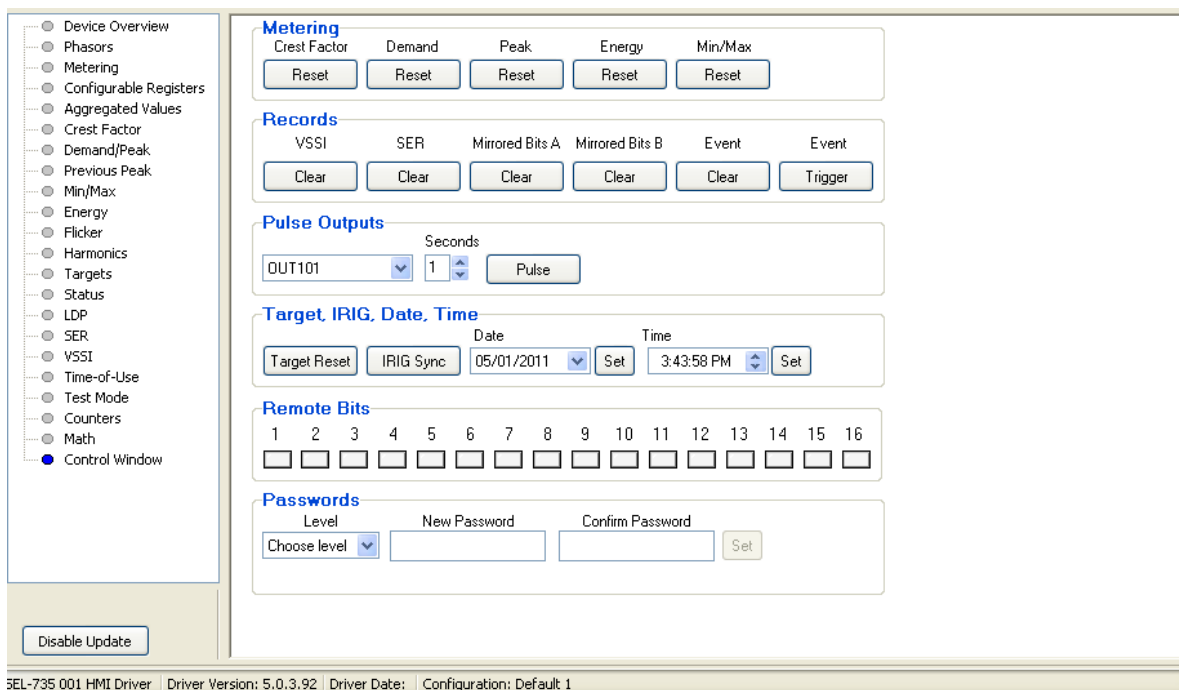 Device Overview
Phasors
Metering
Configurable Registers
Aggregated Values
Crest Factor
Demand/Peak
Previous Peak
Min/Max
Energy
Flicker
Harmonics
Targets
Status
LDP
SER
VSSI
Time-of-Use
Test Mode
Counters
Math
Control Window
Disable Update
Metering
Crest Factor Demand Peak Energy Min/Max
Reset Reset Reset Reset Reset
Records
VSSI SER Mirrored Bits A Mirrored Bits B Event Event
Clear Clear Clear Clear Clear Trigger
Pulse Outputs
Seconds
OUT101 1 Pulse
Target, IRIG, Date, Time
Date Time
Target Reset IRIG Sync 05/01/2011 Set 3:43:58 PM Set
Remote Bits
1 2 3 4 5 6 7 8 9 10 11 12 13 14 15 16
Passwords
Level New Password Confirm Password
Choose level Set
SEL-735 001 HMI Driver Driver Version: 5.0.3.92 Driver Date: Configuration: Default 1